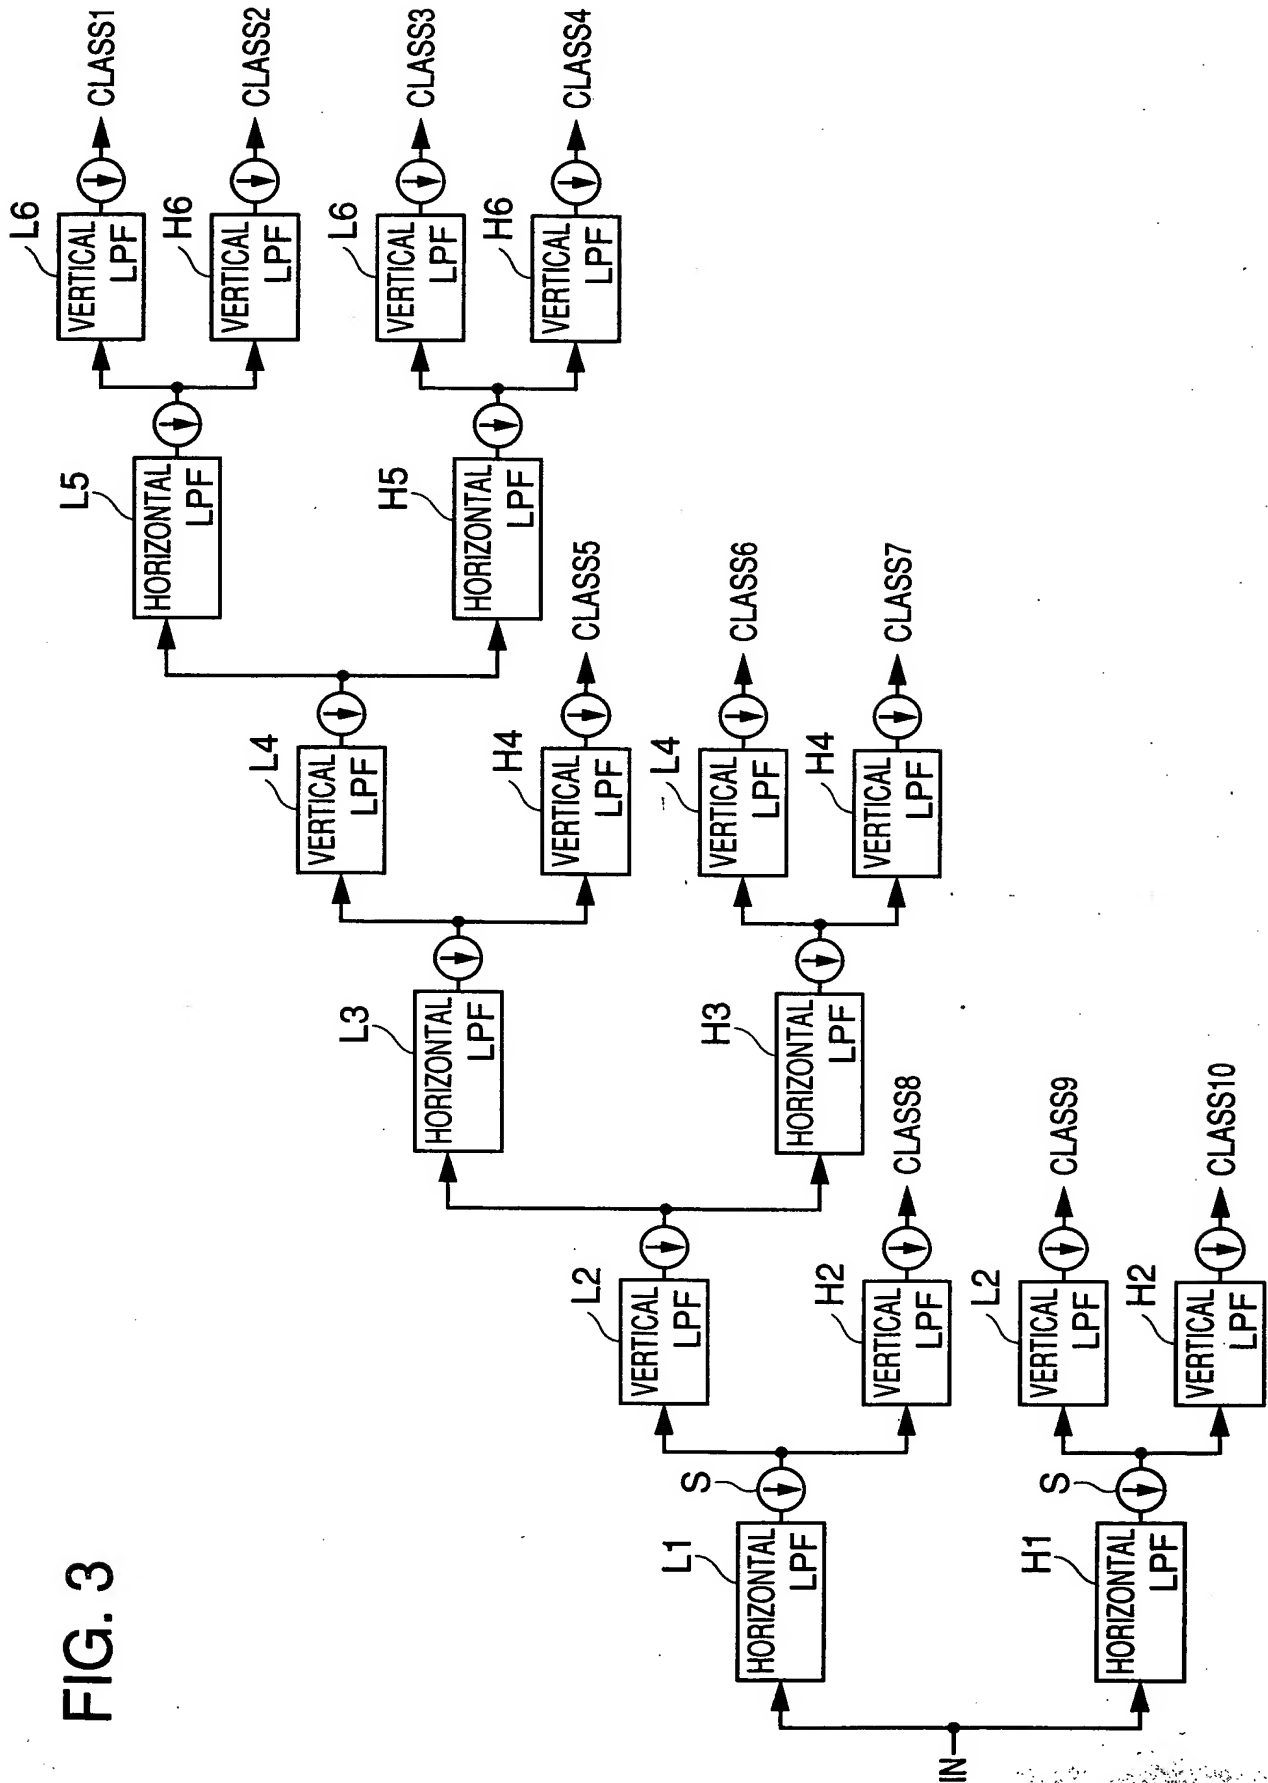 FIG. 3
IN
L1
HORIZONTAL
LPF
S
H1
HORIZONTAL
LPF
S
L2
VERTICAL
LPF
H2
VERTICAL
LPF
CLASS8
L2
VERTICAL
LPF
CLASS9
H2
VERTICAL
LPF
CLASS10
L3
HORIZONTAL
LPF
H3
HORIZONTAL
LPF
L4
VERTICAL
LPF
H4
VERTICAL
LPF
CLASS5
L4
VERTICAL
LPF
CLASS6
H4
VERTICAL
LPF
CLASS7
L5
HORIZONTAL
LPF
H5
HORIZONTAL
LPF
L6
VERTICAL
LPF
CLASS1
H6
VERTICAL
LPF
CLASS2
L6
VERTICAL
LPF
CLASS3
H6
VERTICAL
LPF
CLASS4